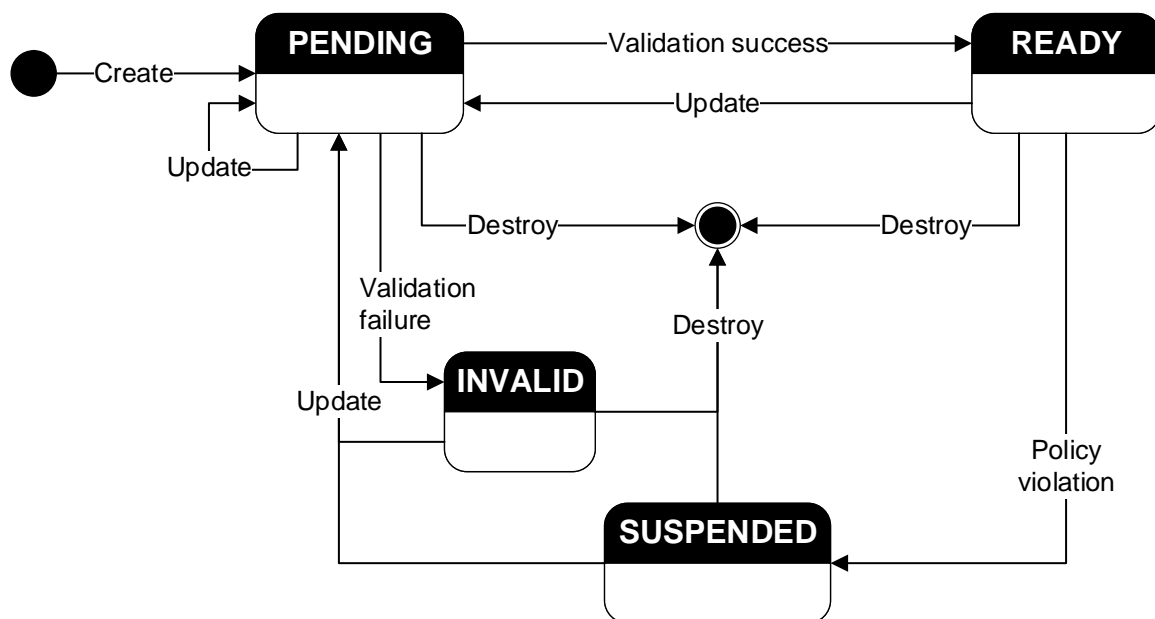 PENDING
Validation success
READY
Create
Update
Update
Destroy
Destroy
Validation
failure
Destroy
INVALID
Update
Policy
violation
SUSPENDED